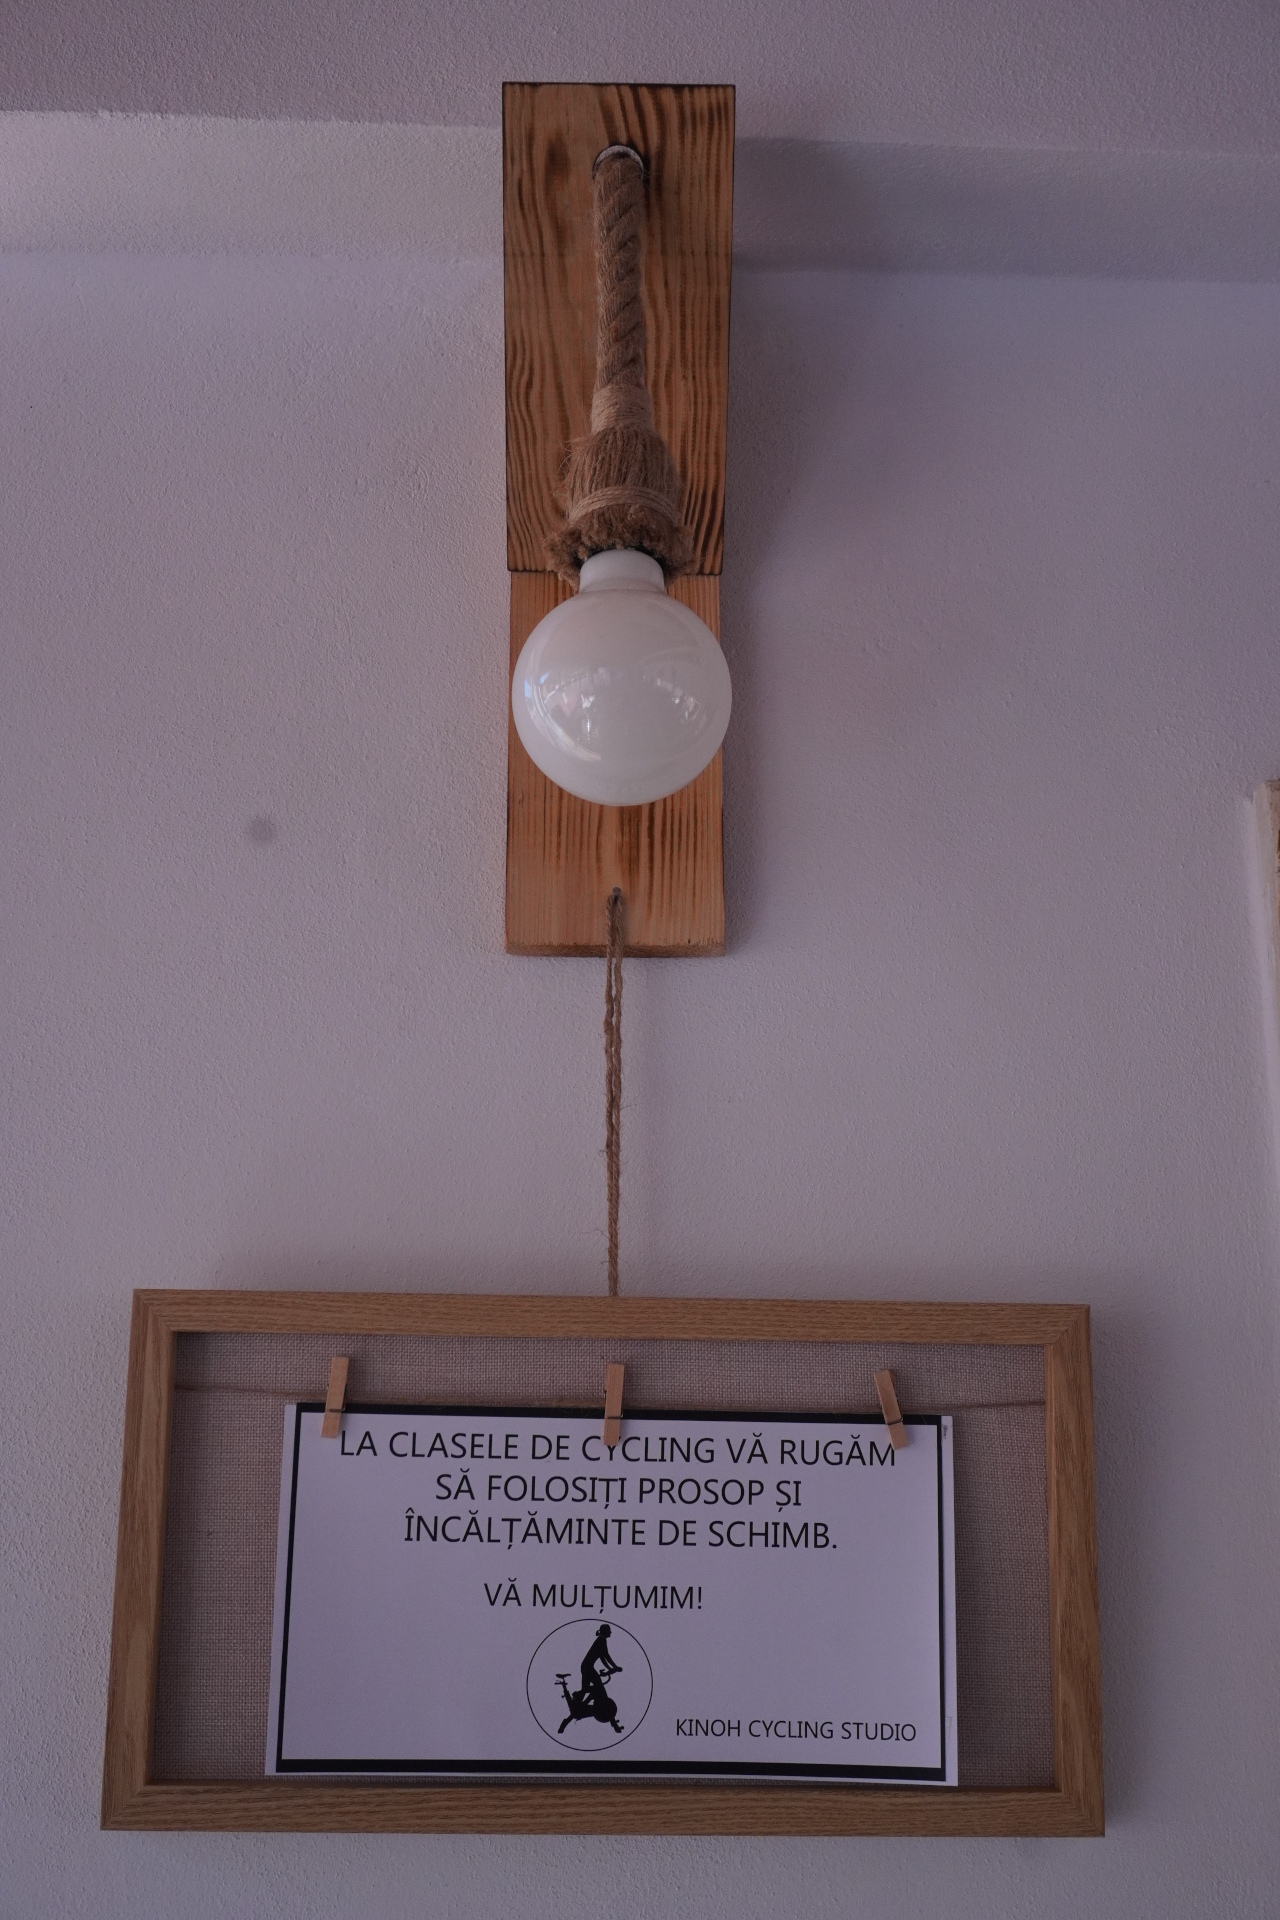 LA CLASELE DE CYCLING VĂ RUGĂM
SĂ FOLOSIȚI PROSOP ȘI
ÎNCĂLȚĂMINTE DE SCHIMB.
VĂ MULȚUMIM!
KINOH CYCLING STUDIO